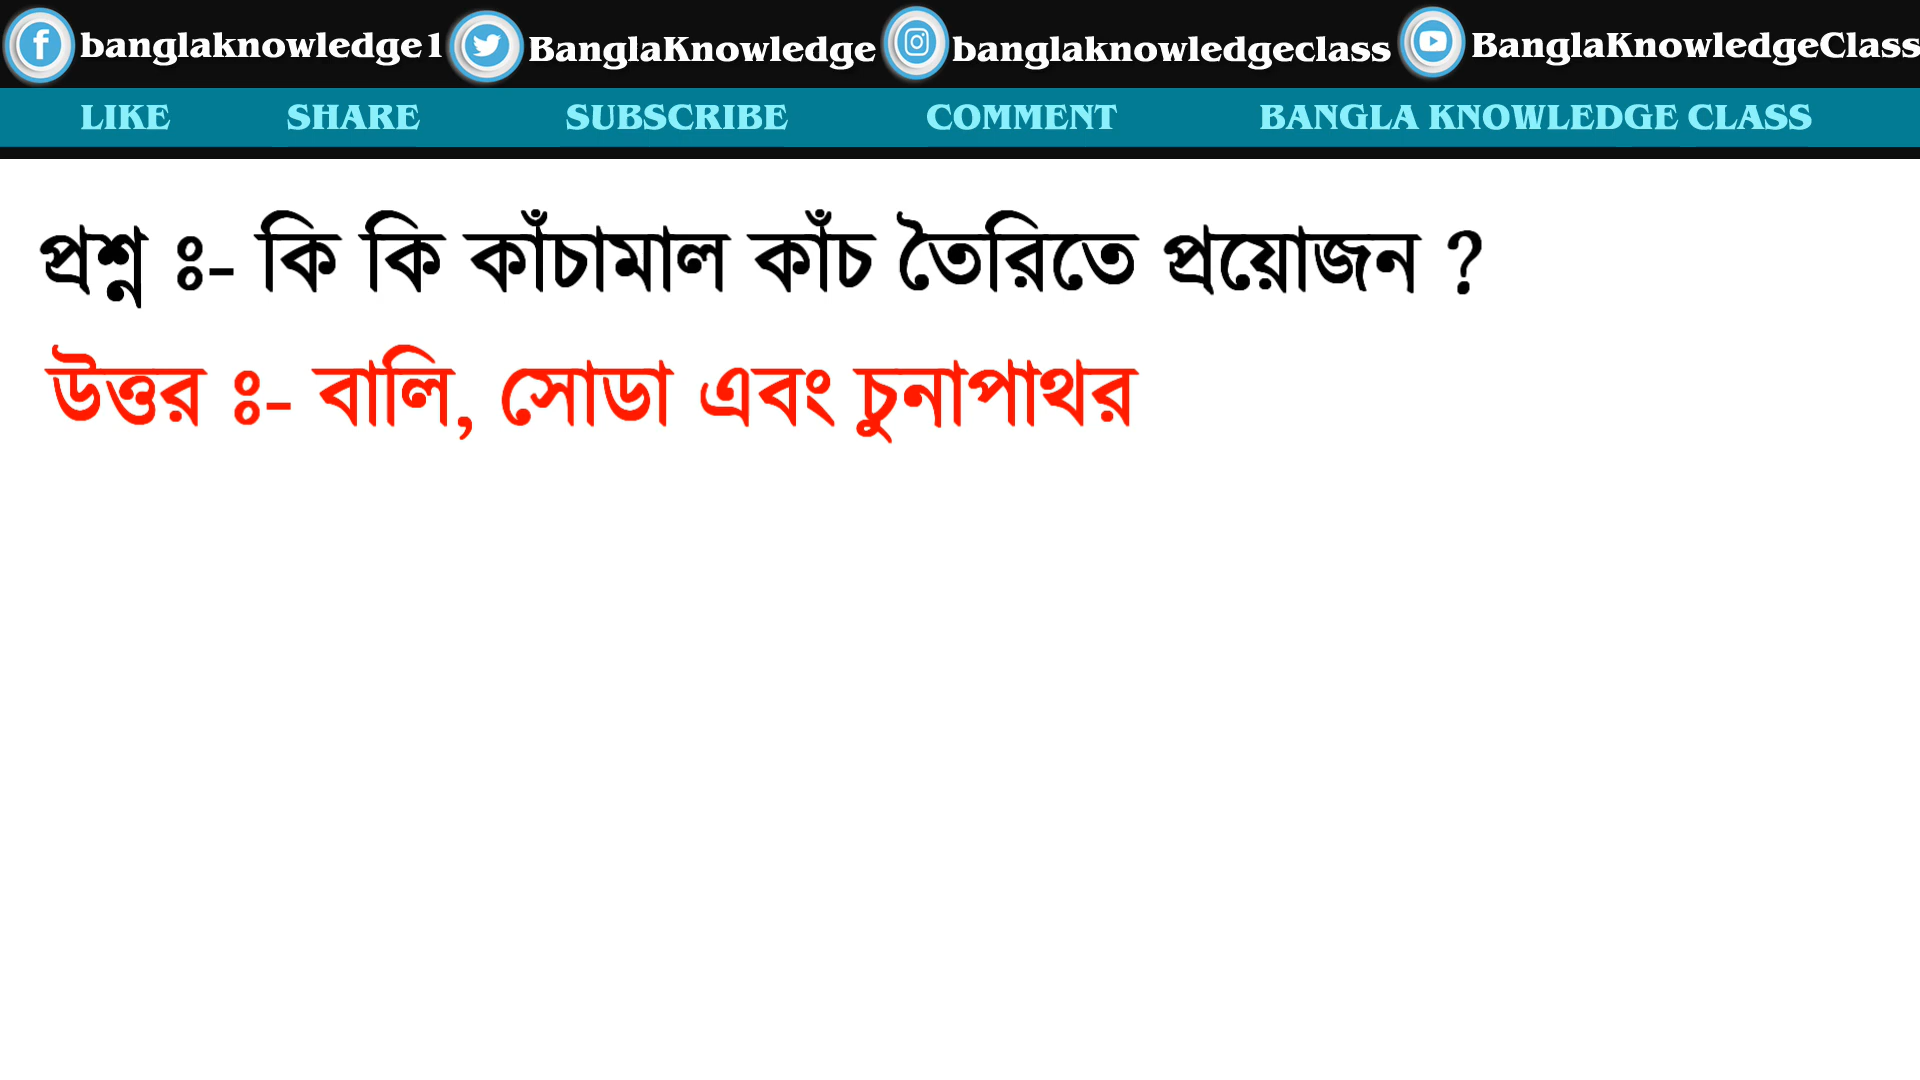 banglaknowledge1 BanglaKnowledge banglaknowledgeclass BanglaKnowledgeClass
LIKE SHARE SUBSCRIBE COMMENT BANGLA KNOWLEDGE CLASS
প্রশ্ন ঃ- কি কি কাঁচামাল কাঁচ তৈরিতে প্রয়োজন ?
উত্তর ঃ- বালি, সোডা এবং চুনাপাথর